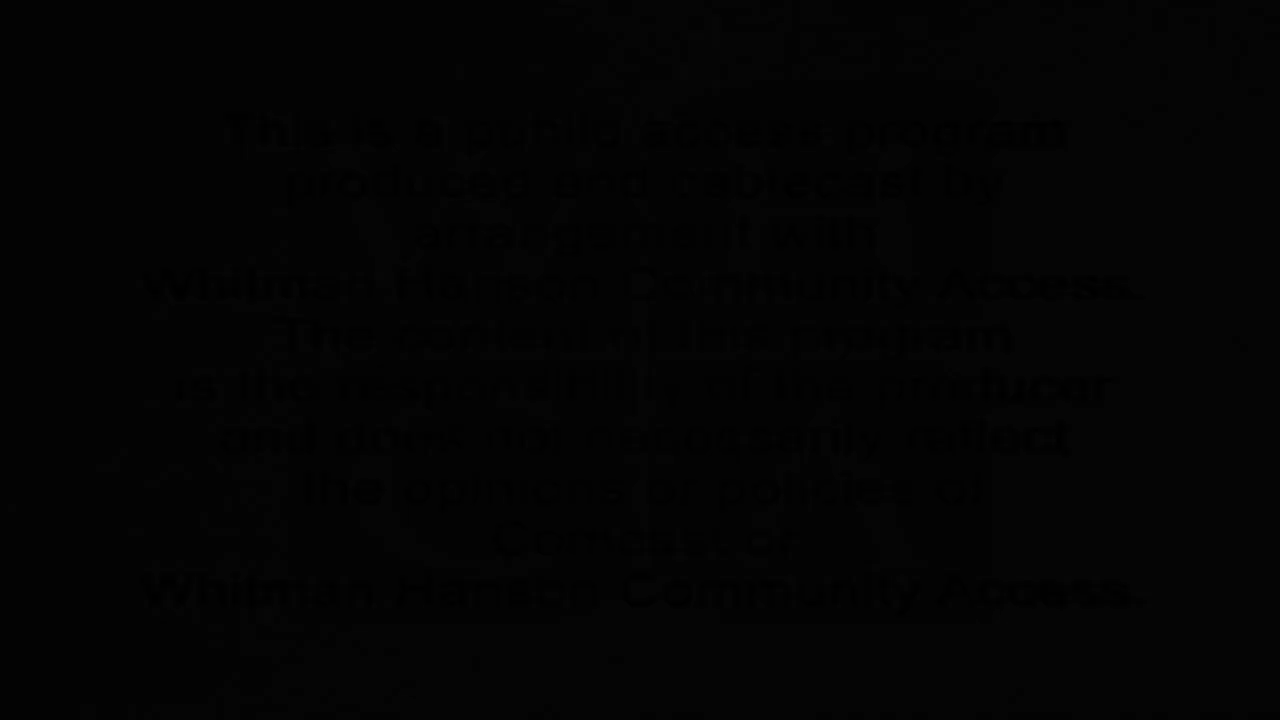 This is a public access program
produced and cablecast by
arrangement with
Whitman Hanson Community Access.
The content of this program
is the responsibility of the producer
and does not necessarily reflect
the opinions or policies of
Comcast or
Whitman Hanson Community Access.